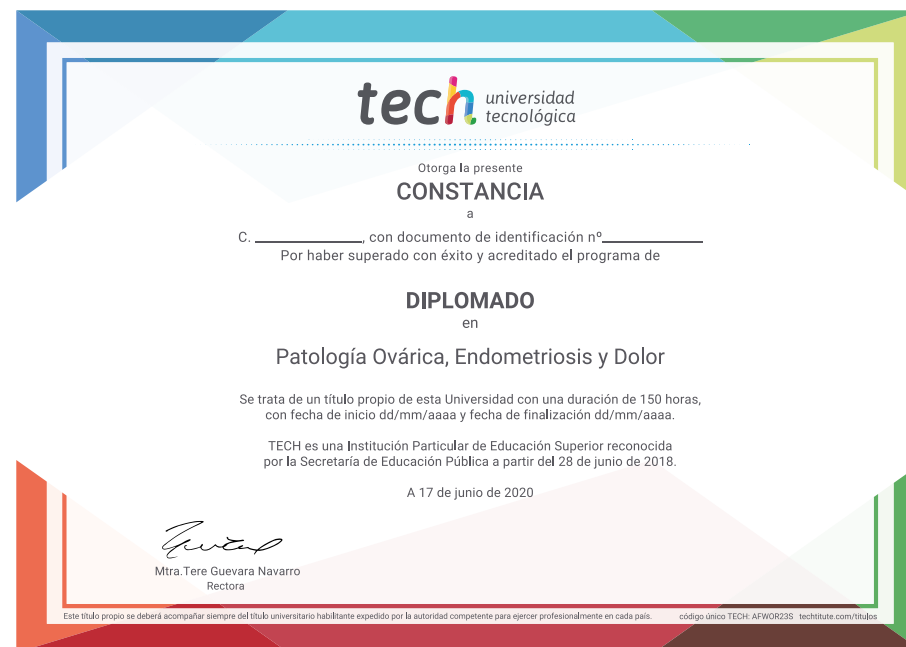 tech universidad
tecnológica
Otorga la presente
CONSTANCIA
a
C. ____________, con documento de identificación nº____________
Por haber superado con éxito y acreditado el programa de
DIPLOMADO
en
Patología Ovárica, Endometriosis y Dolor
Se trata de un título propio de esta Universidad con una duración de 150 horas,
con fecha de inicio dd/mm/aaaa y fecha de finalización dd/mm/aaaa.
TECH es una Institución Particular de Educación Superior reconocida
por la Secretaría de Educación Pública a partir del 28 de junio de 2018.
A 17 de junio de 2020
Mtra.Tere Guevara Navarro
Rectora
Este título propio se deberá acompañar siempre del título universitario habilitante expedido por la autoridad competente para ejercer profesionalmente en cada país. código único TECH: AFWOR23S techtitute.com/titulos